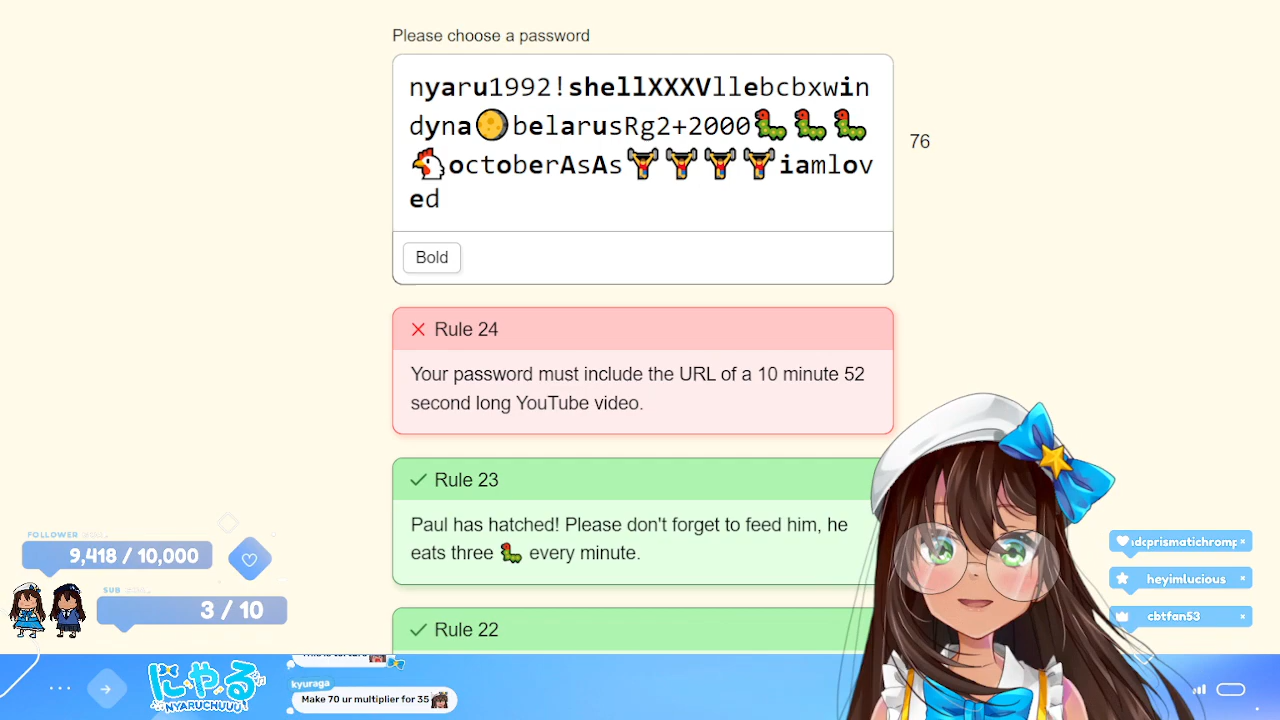 Please choose a password
nyaru1992!shellXXXVllebcbxwin
dyna🌕belarusRg2+2000🐛🐛🐛
🐔octoberAsAs🏋️🏋️🏋️🏋️iamlov
ed
76
Bold
Rule 24
Your password must include the URL of a 10 minute 52
second long YouTube video.
Rule 23
Paul has hatched! Please don't forget to feed him, he
eats three 🐛 every minute.
Rule 22
FOLLOWER
9,418 / 10,000
SUB
3 / 10
dcprismatichromp
heyimlucious
cbtfan53
にゃる
NYARUCHUUU!
kyuraga
Make 70 ur multiplier for 35